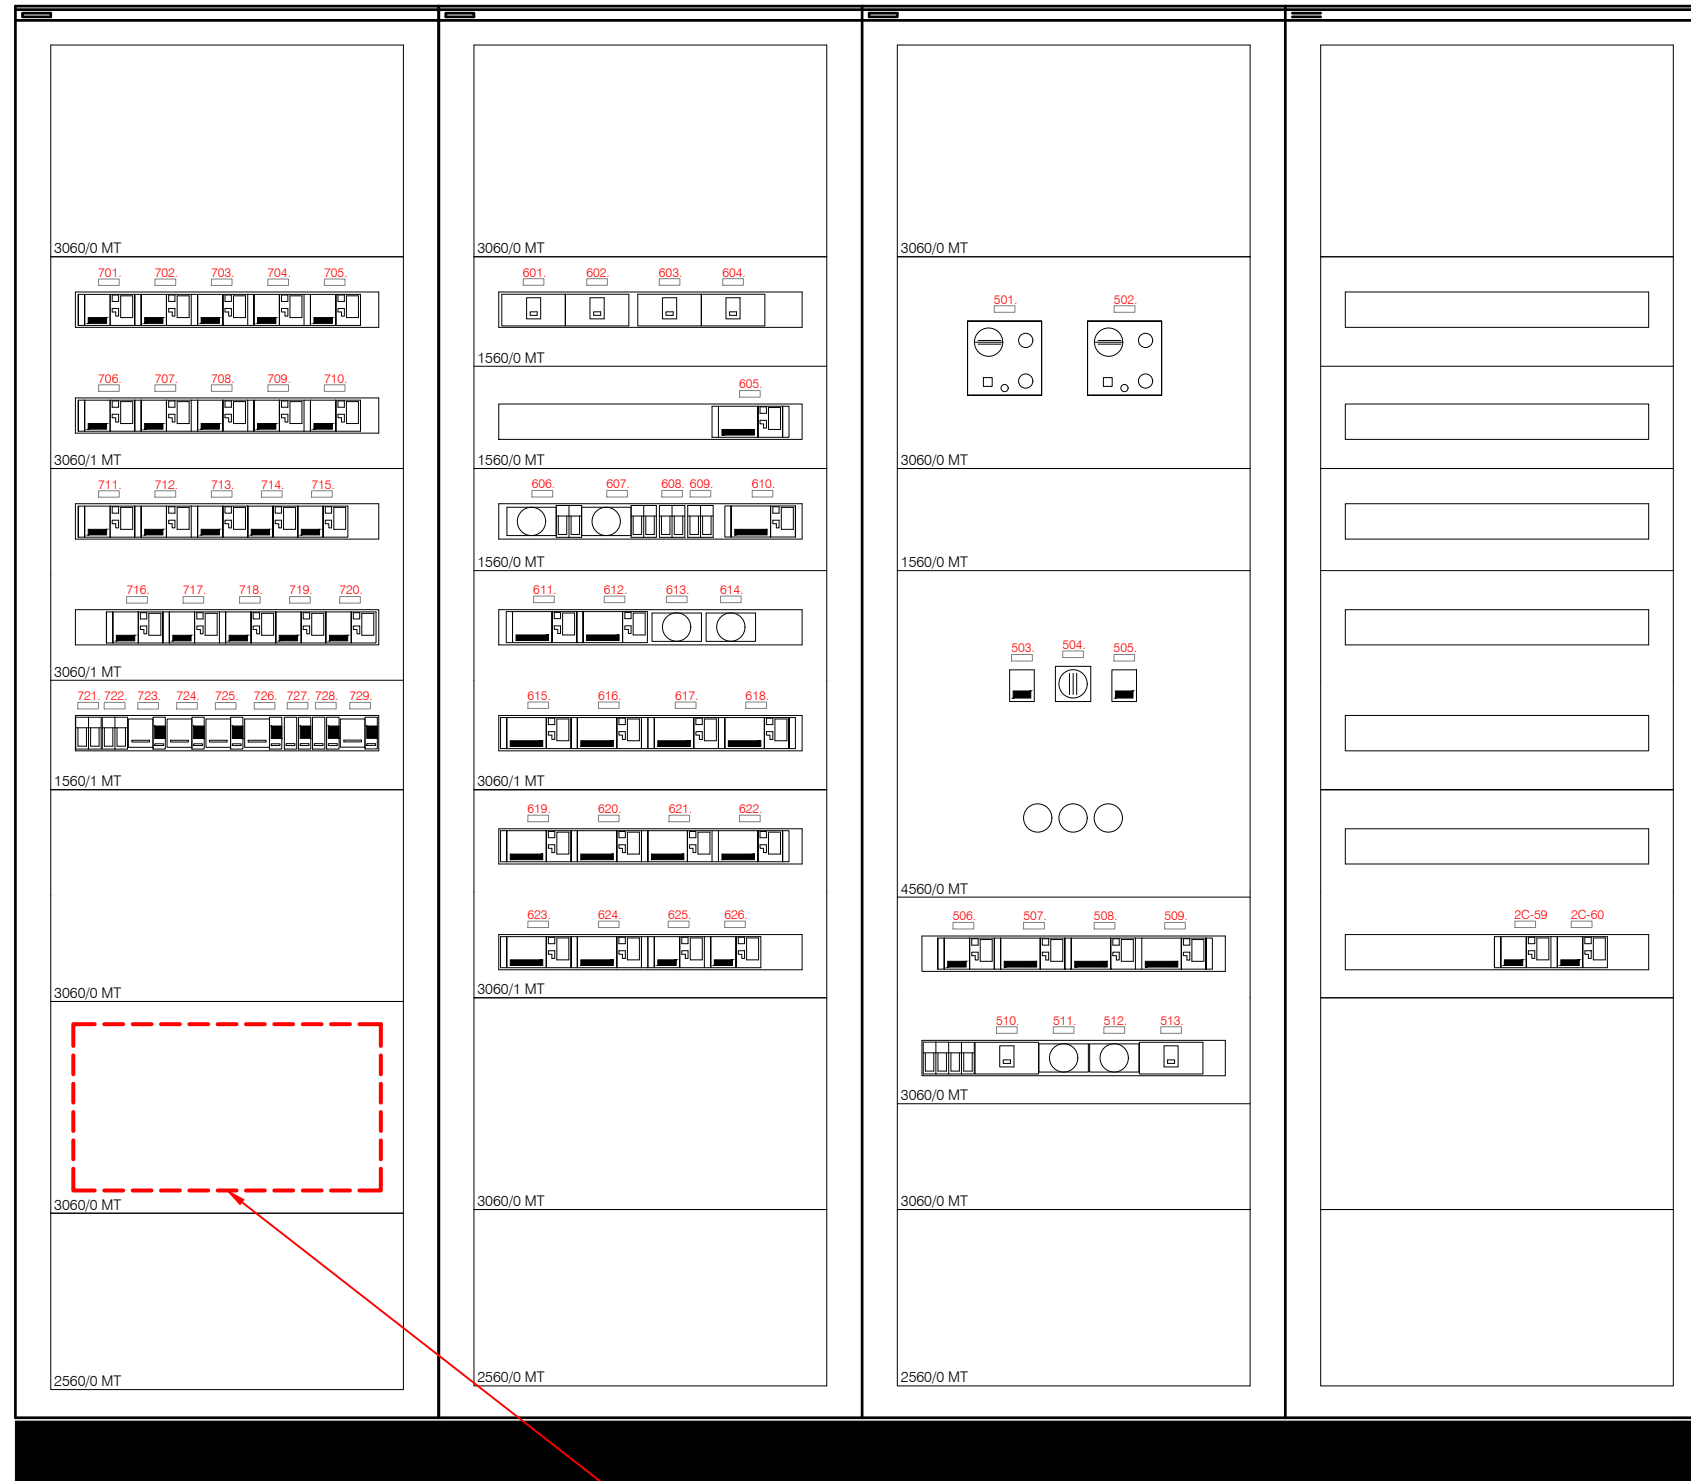 3060/0 MT
701. 702. 703. 704. 705.
706. 707. 708. 709. 710.
3060/1 MT
711. 712. 713. 714. 715.
716. 717. 718. 719. 720.
3060/1 MT
721. 722. 723. 724. 725. 726. 727. 728. 729.
1560/1 MT
3060/0 MT
3060/0 MT
2560/0 MT
3060/0 MT
601. 602. 603. 604.
1560/0 MT
605.
1560/0 MT
606. 607. 608. 609. 610.
1560/0 MT
611. 612. 613. 614.
615. 616. 617. 618.
3060/1 MT
619. 620. 621. 622.
623. 624. 625. 626.
3060/1 MT
3060/0 MT
2560/0 MT
3060/0 MT
501. 502.
3060/0 MT
1560/0 MT
503. 504. 505.
4560/0 MT
506. 507. 508. 509.
510. 511. 512. 513.
3060/0 MT
3060/0 MT
2560/0 MT
2C-59 2C-60